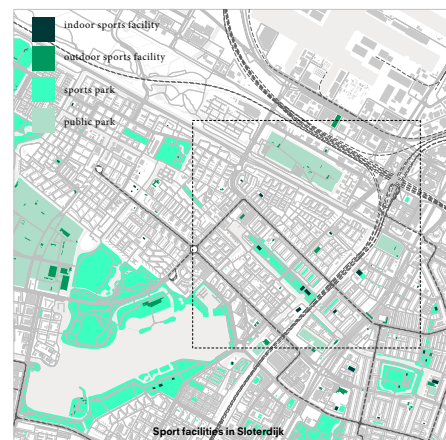 indoor sports facility
outdoor sports facility
sports park
public park
Sport facilities in Sloterdijk